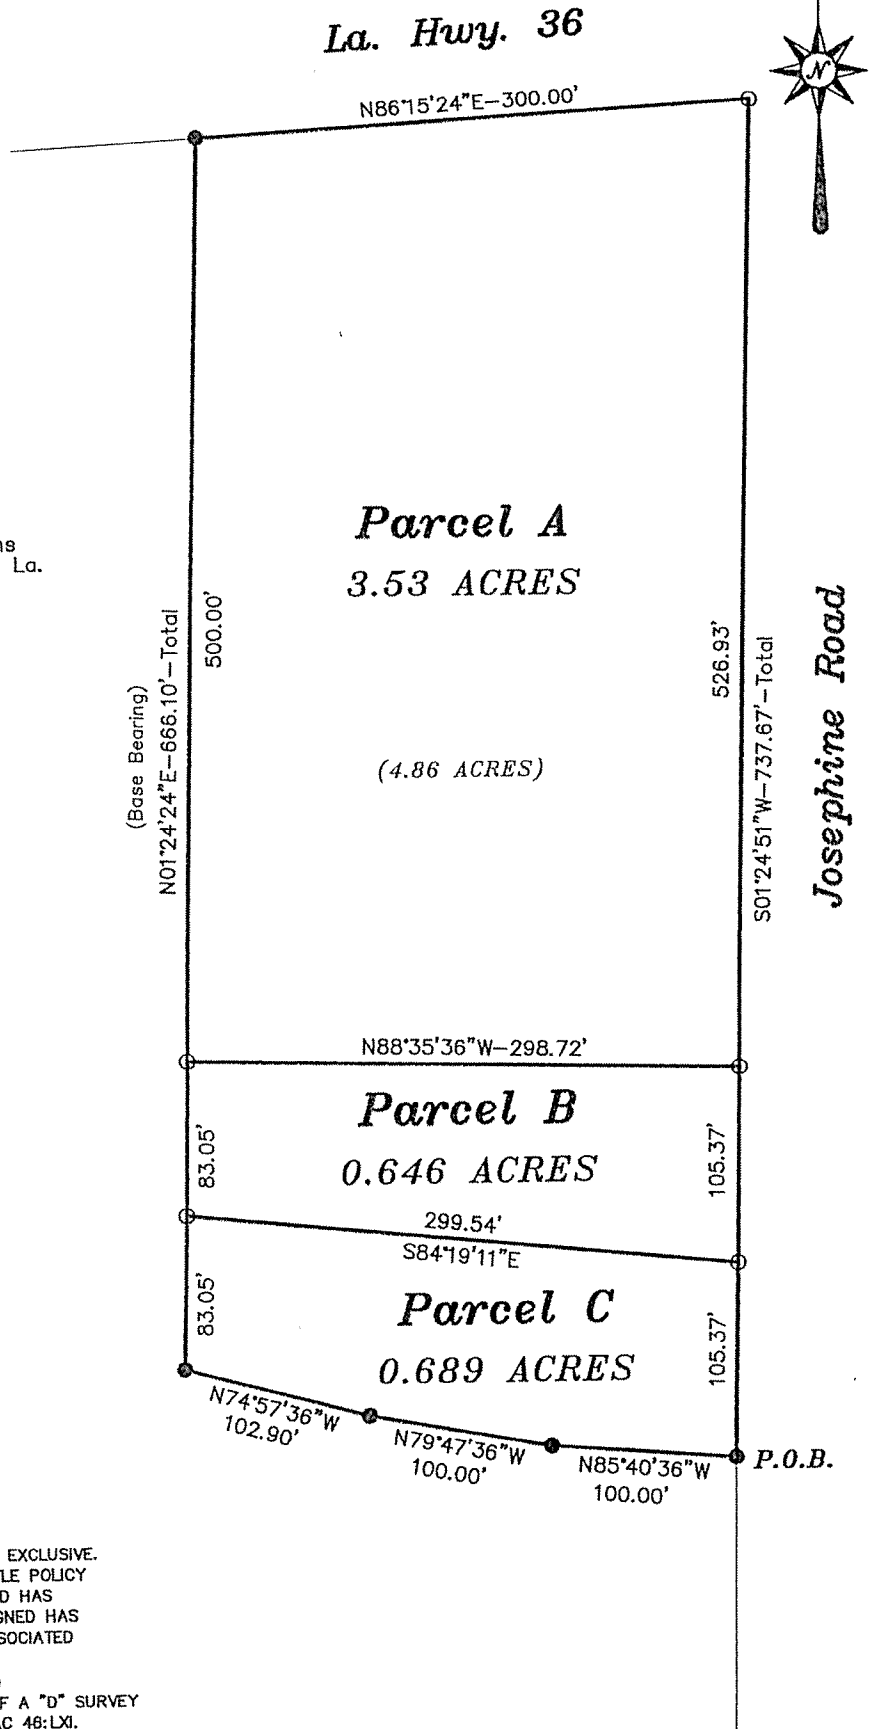 La. Hwy. 36
N
N86°15'24"E-300.00'
Parcel A
3.53 ACRES
ns
La.
500.00'
(Base Bearing)
N01°24'24"E-666.10'-Total
526.93'
S01°24'51"W-737.67'-Total
Josephine Road
(4.86 ACRES)
N88°35'36"W-298.72'
Parcel B
0.646 ACRES
83.05'
105.37'
299.54'
S84°19'11"E
Parcel C
0.689 ACRES
83.05'
105.37'
N74°57'36"W
102.90'
N79°47'36"W
100.00'
N85°40'36"W
100.00'
P.O.B.
EXCLUSIVE.
LE POLICY
D HAS
GNED HAS
SOCIATED
F A "D" SURVEY
AC 46:LXI.